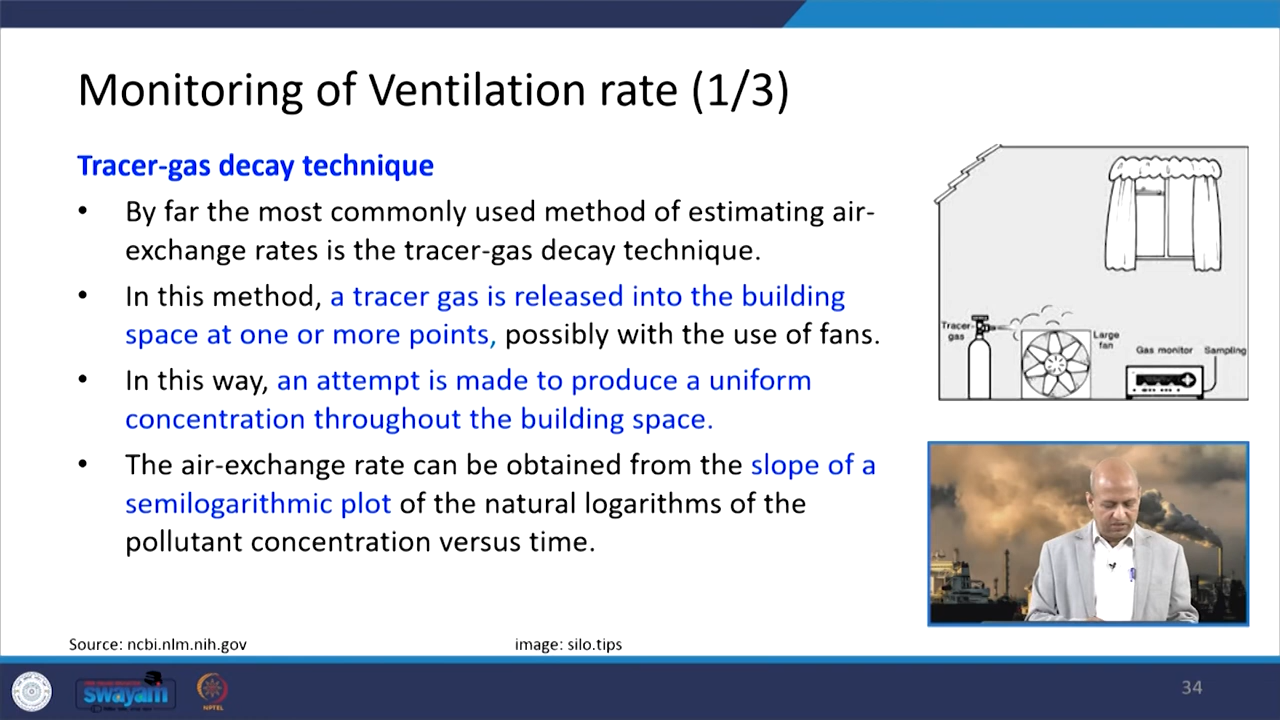 Monitoring of Ventilation rate (1/3)
Tracer-gas decay technique
• By far the most commonly used method of estimating air-
exchange rates is the tracer-gas decay technique.
• In this method, a tracer gas is released into the building
space at one or more points, possibly with the use of fans.
• In this way, an attempt is made to produce a uniform
concentration throughout the building space.
• The air-exchange rate can be obtained from the slope of a
semilogarithmic plot of the natural logarithms of the
pollutant concentration versus time.
Tracer-
gas
Large
fan
Gas monitor
Sampling
Source: ncbi.nlm.nih.gov
image: silo.tips
swayam
NPTEL
34